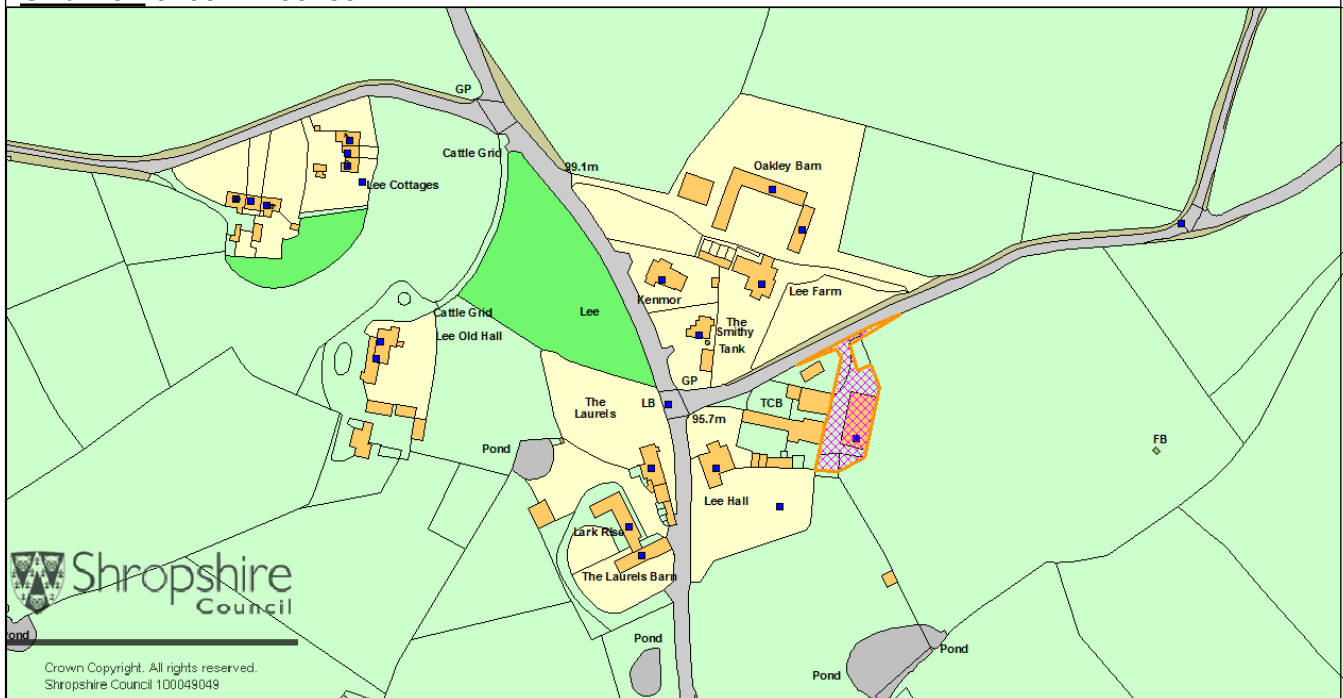 GP
Cattle Grid
99.1m
Oakley Barn
Lee Cottages
Lee Farm
Kenmor
Cattle Grid
Lee
The
Smithy
Lee Old Hall
Tank
GP
The
Laurels
LB
TCB
95.7m
Pond
FB
Lee Hall
Lark Rise
The Laurels Barn
Shropshire
Council
ond
Pond
Pond
Pond
Crown Copyright. All rights reserved.
Shropshire Council 100049049